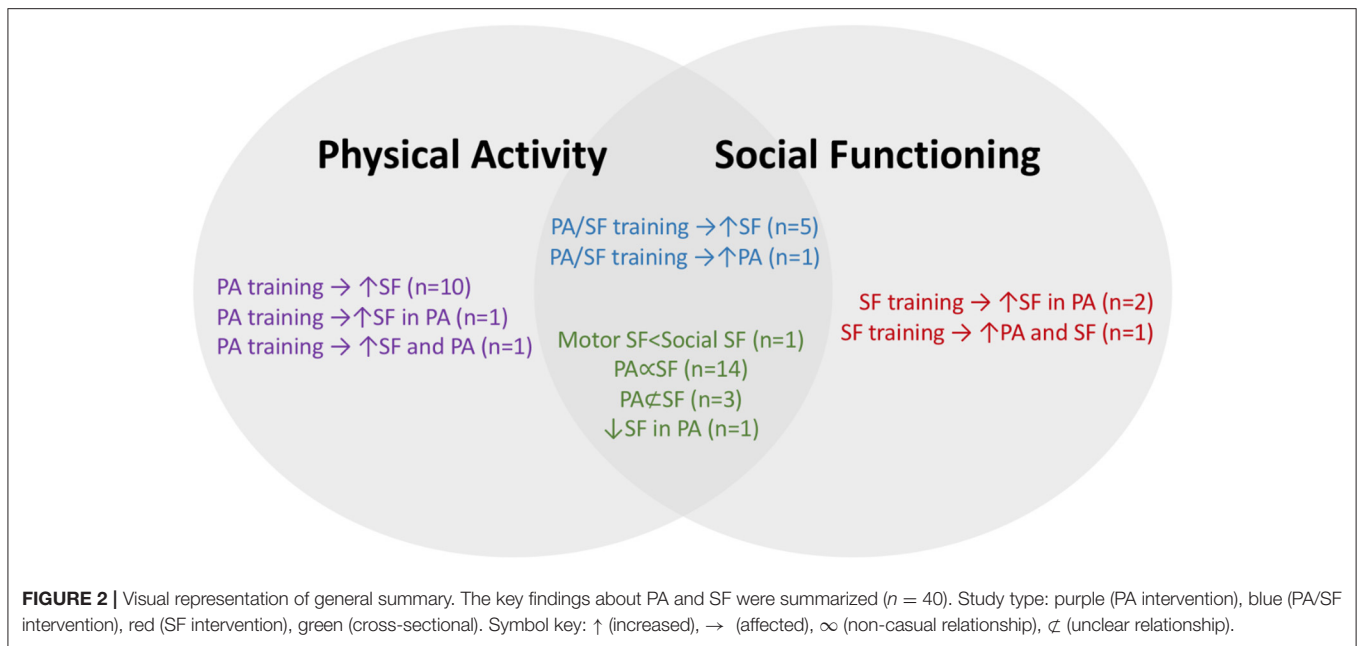 Physical Activity
Social Functioning
PA/SF training →↑SF (n=5)
PA/SF training →↑PA (n=1)
PA training → ↑SF (n=10)
PA training →↑SF in PA (n=1)
PA training → ↑SF and PA (n=1)
SF training → ↑SF in PA (n=2)
SF training → ↑PA and SF (n=1)
Motor SF<Social SF (n=1)
PA∝SF (n=14)
PA⊄SF (n=3)
↓SF in PA (n=1)
FIGURE 2 | Visual representation of general summary. The key findings about PA and SF were summarized (n = 40). Study type: purple (PA intervention), blue (PA/SF
intervention), red (SF intervention), green (cross-sectional). Symbol key: ↑ (increased), → (affected), ∞ (non-casual relationship), ⊄ (unclear relationship).